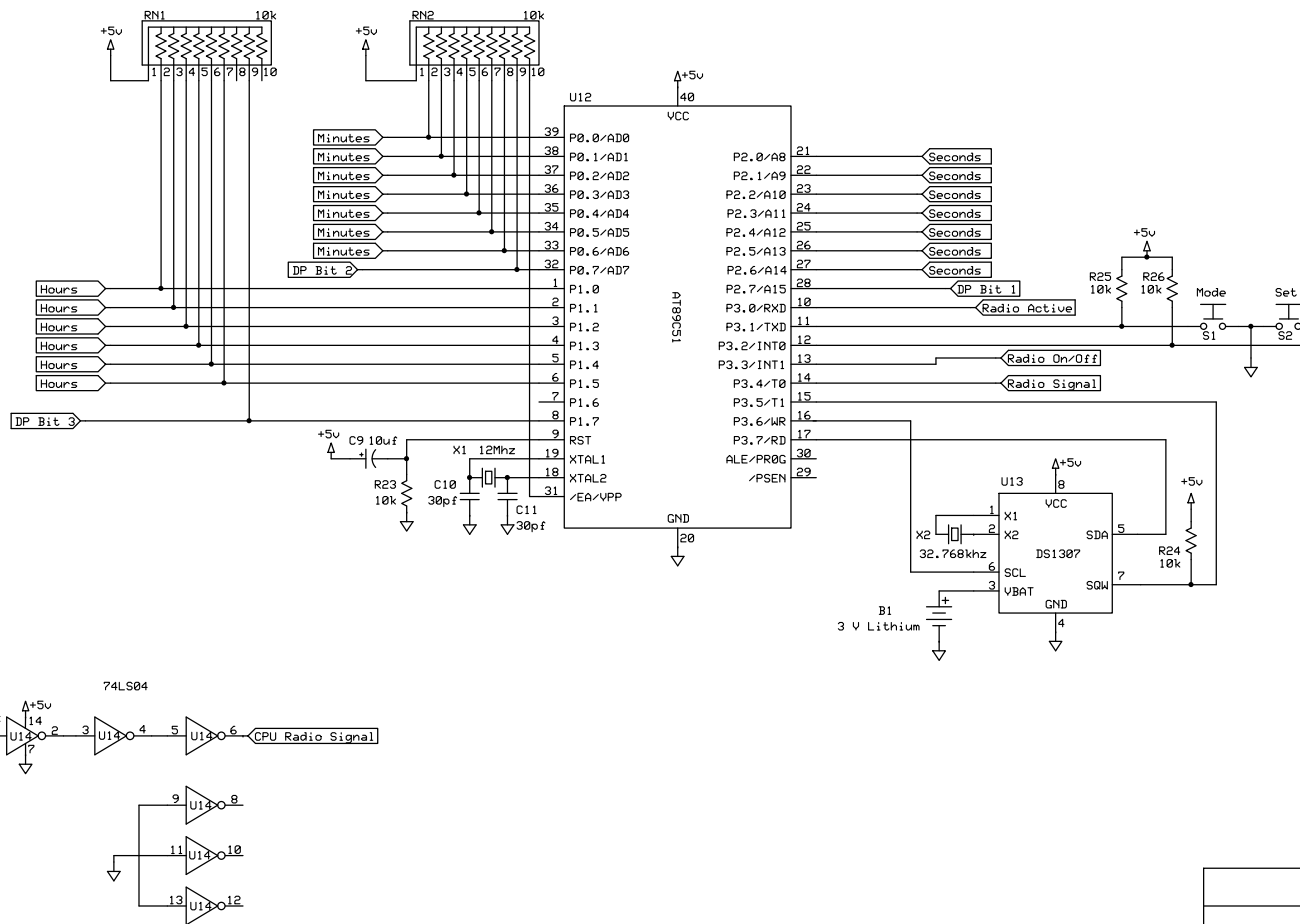 RN1 10k
+5v
1 2 3 4 5 6 7 8 9 10
RN2 10k
+5v
1 2 3 4 5 6 7 8 9 10
U12
+5v
40
VCC
AT89C51
Minutes 39 P0.0/AD0
Minutes 38 P0.1/AD1
Minutes 37 P0.2/AD2
Minutes 36 P0.3/AD3
Minutes 35 P0.4/AD4
Minutes 34 P0.5/AD5
Minutes 33 P0.6/AD6
DP Bit 2 32 P0.7/AD7
Hours 1 P1.0
Hours 2 P1.1
Hours 3 P1.2
Hours 4 P1.3
Hours 5 P1.4
Hours 6 P1.5
7 P1.6
DP Bit 3 8 P1.7
9 RST
19 XTAL1
18 XTAL2
31 /EA/VPP
P2.0/A8 21 Seconds
P2.1/A9 22 Seconds
P2.2/A10 23 Seconds
P2.3/A11 24 Seconds
P2.4/A12 25 Seconds
P2.5/A13 26 Seconds
P2.6/A14 27 Seconds
P2.7/A15 28 DP Bit 1
P3.0/RXD 10 Radio Active
P3.1/TXD 11
P3.2/INT0 12
P3.3/INT1 13 Radio On/Off
P3.4/T0 14 Radio Signal
P3.5/T1 15
P3.6/WR 16
P3.7/RD 17
ALE/PROG 30
/PSEN 29
GND
20
+5v
C9 10uf
R23
10k
X1 12Mhz
C10
30pf
C11
30pf
+5v
R25
10k
R26
10k
Mode
S1
Set
S2
U13
+5v
8
VCC
DS1307
1 X1
2 X2
6 SCL
3 VBAT
SDA 5
SQW 7
GND
4
X2
32.768khz
B1
3 V Lithium
+5v
R24
10k
74LS04
+5v
14
U14 2
7
3 U14 4
5 U14 6
CPU Radio Signal
9 U14 8
11 U14 10
13 U14 12